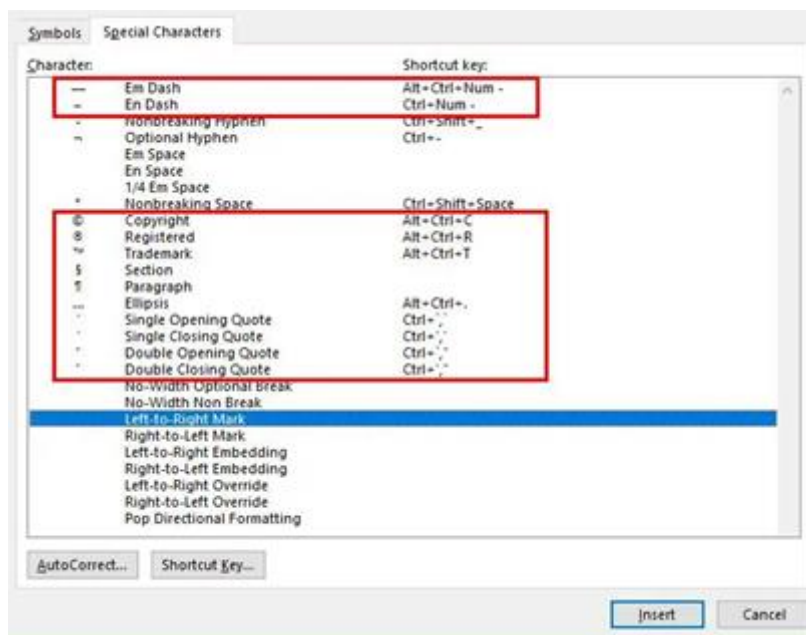 Symbols Special Characters
Character: Shortcut key:
— Em Dash Alt+Ctrl+Num -
– En Dash Ctrl+Num -
- Nonbreaking Hyphen Ctrl+Shift+_
¬ Optional Hyphen Ctrl+-
Em Space
En Space
1/4 Em Space
° Nonbreaking Space Ctrl+Shift+Space
© Copyright Alt+Ctrl+C
® Registered Alt+Ctrl+R
™ Trademark Alt+Ctrl+T
§ Section
¶ Paragraph
… Ellipsis Alt+Ctrl+.
Single Opening Quote Ctrl+`,`
Single Closing Quote Ctrl+','
Double Opening Quote Ctrl+`,"
Double Closing Quote Ctrl+',"
No-Width Optional Break
No-Width Non Break
Left-to-Right Mark
Right-to-Left Mark
Left-to-Right Embedding
Right-to-Left Embedding
Left-to-Right Override
Right-to-Left Override
Pop Directional Formatting
AutoCorrect... Shortcut Key...
Insert Cancel